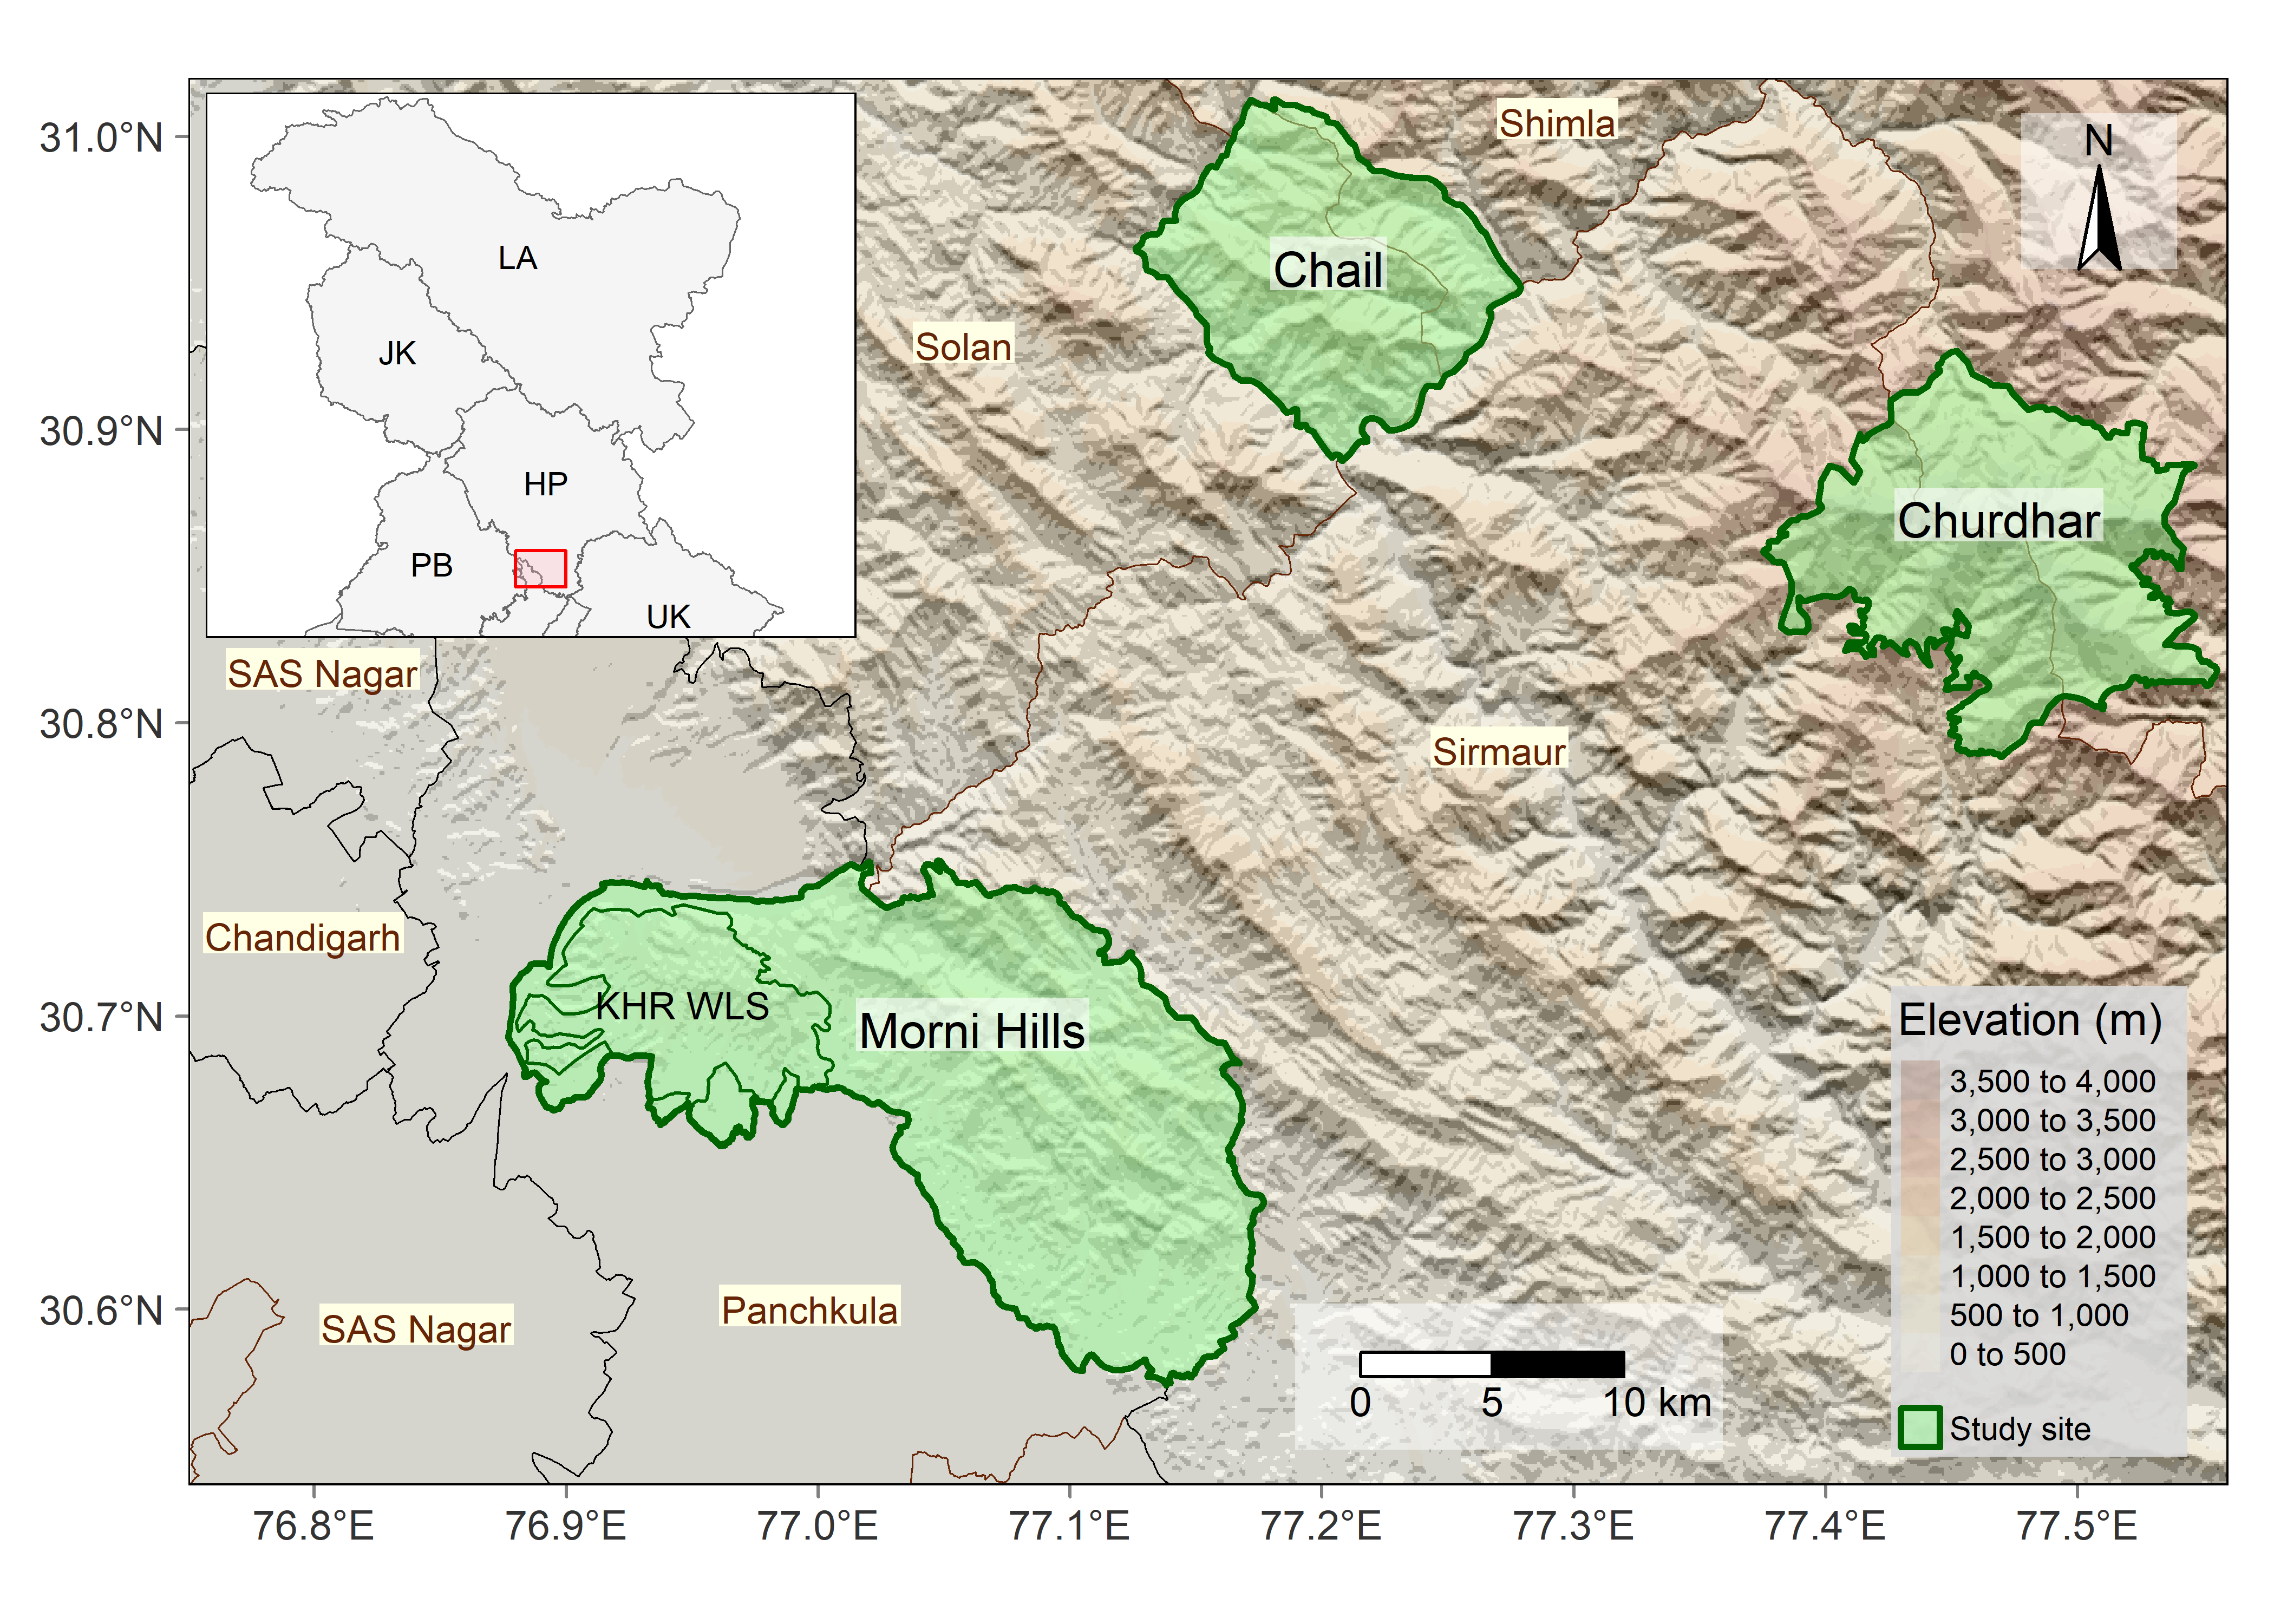 31.0°N
30.9°N
30.8°N
30.7°N
30.6°N
76.8°E
76.9°E
77.0°E
77.1°E
77.2°E
77.3°E
77.4°E
77.5°E
LA
JK
HP
PB
UK
Shimla
N
Chail
Solan
Churdhar
SAS Nagar
Sirmaur
Chandigarh
KHR WLS
Morni Hills
Panchkula
SAS Nagar
0 5 10 km
Elevation (m)
3,500 to 4,000
3,000 to 3,500
2,500 to 3,000
2,000 to 2,500
1,500 to 2,000
1,000 to 1,500
500 to 1,000
0 to 500
Study site